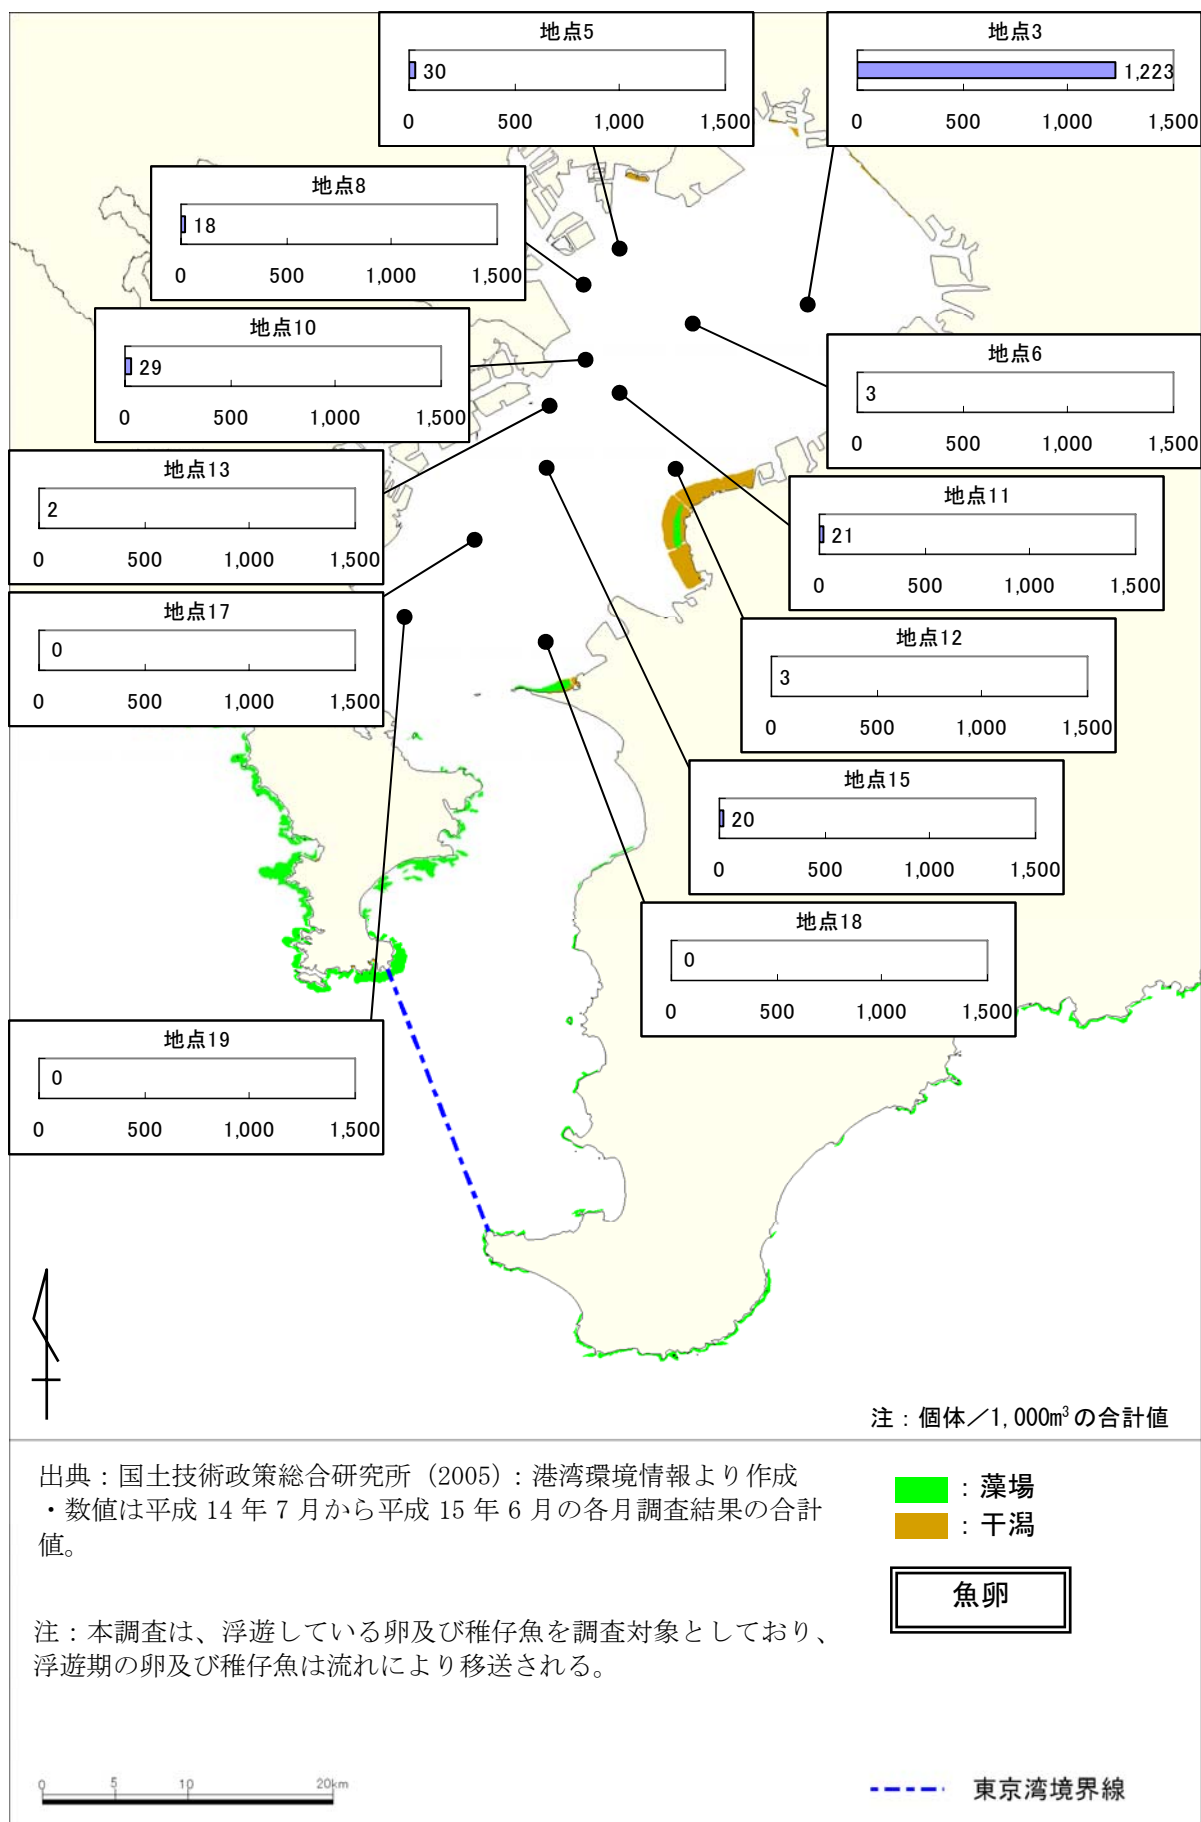 地点5
30
0 500 1,000 1,500
地点3
1,223
0 500 1,000 1,500
地点8
18
0 500 1,000 1,500
地点10
29
0 500 1,000 1,500
地点6
3
0 500 1,000 1,500
地点13
2
0 500 1,000 1,500
地点11
21
0 500 1,000 1,500
地点17
0
0 500 1,000 1,500
地点12
3
0 500 1,000 1,500
地点15
20
0 500 1,000 1,500
地点18
0
0 500 1,000 1,500
地点19
0
0 500 1,000 1,500
注：個体／1,000m³の合計値
出典：国土技術政策総合研究所（2005）：港湾環境情報より作成
・数値は平成 14 年 7 月から平成 15 年 6 月の各月調査結果の合計
値。
：藻場
：干潟
魚卵
注：本調査は、浮遊している卵及び稚仔魚を調査対象としており、
浮遊期の卵及び稚仔魚は流れにより移送される。
0 5 10 20km
東京湾境界線